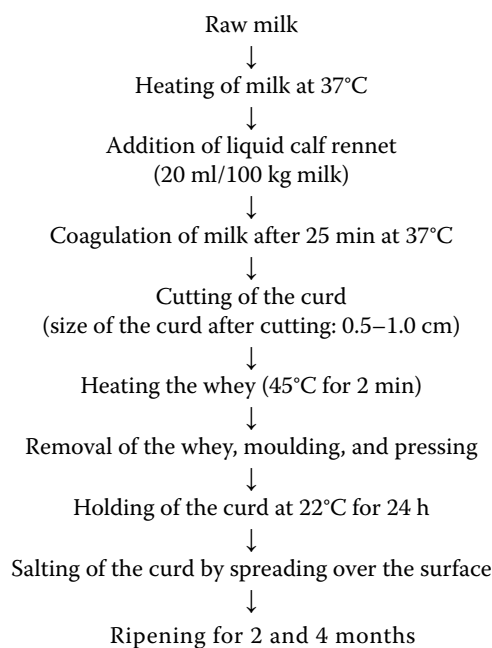 Raw milk
↓
Heating of milk at 37°C
↓
Addition of liquid calf rennet
(20 ml/100 kg milk)
↓
Coagulation of milk after 25 min at 37°C
↓
Cutting of the curd
(size of the curd after cutting: 0.5–1.0 cm)
↓
Heating the whey (45°C for 2 min)
↓
Removal of the whey, moulding, and pressing
↓
Holding of the curd at 22°C for 24 h
↓
Salting of the curd by spreading over the surface
↓
Ripening for 2 and 4 months